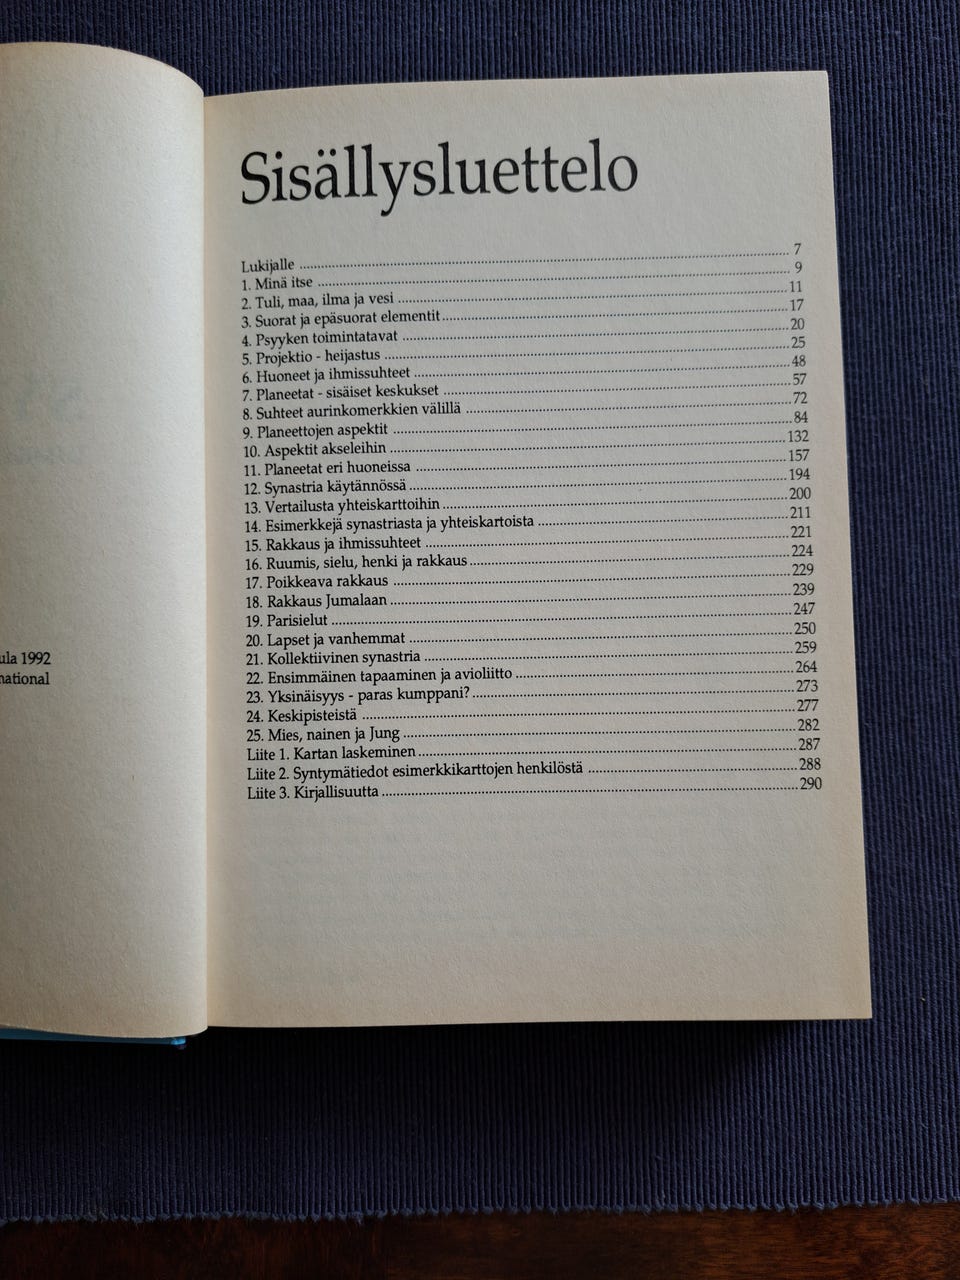 ula 1992
national
Sisällysluettelo
Lukijalle ........ 7
1. Minä itse ........ 9
2. Tuli, maa, ilma ja vesi ........ 11
3. Suorat ja epäsuorat elementit ........ 17
4. Psyyken toimintatavat ........ 20
5. Projektio - heijastus ........ 25
6. Huoneet ja ihmissuhteet ........ 48
7. Planeetat - sisäiset keskukset ........ 57
8. Suhteet aurinkomerkkien välillä ........ 72
9. Planeettojen aspektit ........ 84
10. Aspektit akseleihin ........ 132
11. Planeetat eri huoneissa ........ 157
12. Synastria käytännössä ........ 194
13. Vertailusta yhteiskarttoihin ........ 200
14. Esimerkkejä synastriasta ja yhteiskartoista ........ 211
15. Rakkaus ja ihmissuhteet ........ 221
16. Ruumis, sielu, henki ja rakkaus ........ 224
17. Poikkeava rakkaus ........ 229
18. Rakkaus Jumalaan ........ 239
19. Parisielut ........ 247
20. Lapset ja vanhemmat ........ 250
21. Kollektiivinen synastria ........ 259
22. Ensimmäinen tapaaminen ja avioliitto ........ 264
23. Yksinäisyys - paras kumppani? ........ 273
24. Keskipisteistä ........ 277
25. Mies, nainen ja Jung ........ 282
Liite 1. Kartan laskeminen ........ 287
Liite 2. Syntymätiedot esimerkkikarttojen henkilöstä ........ 288
Liite 3. Kirjallisuutta ........ 290